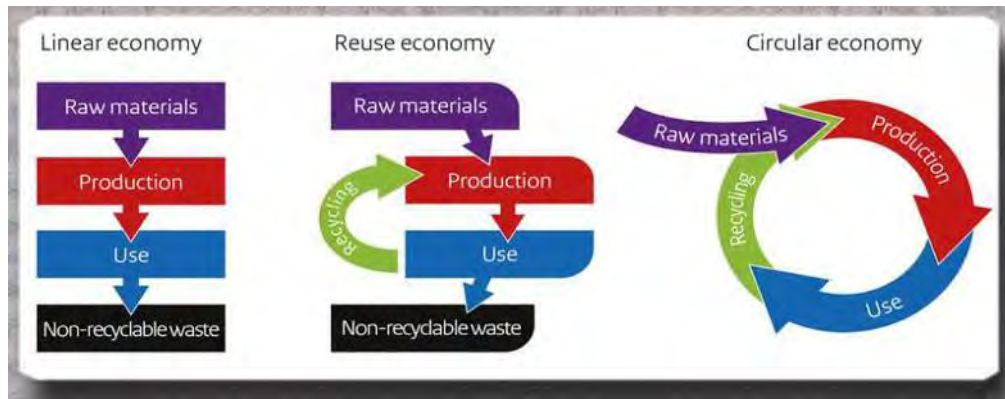 Linear economy
Raw materials
Production
Use
Non-recyclable waste
Reuse economy
Raw materials
Recycling
Production
Use
Non-recyclable waste
Circular economy
Raw materials
Production
Recycling
Use